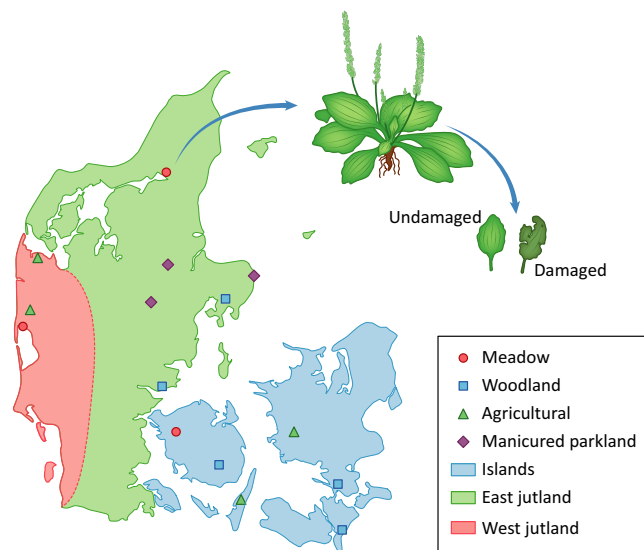 Undamaged
Damaged
Meadow
Woodland
Agricultural
Manicured parkland
Islands
East jutland
West jutland